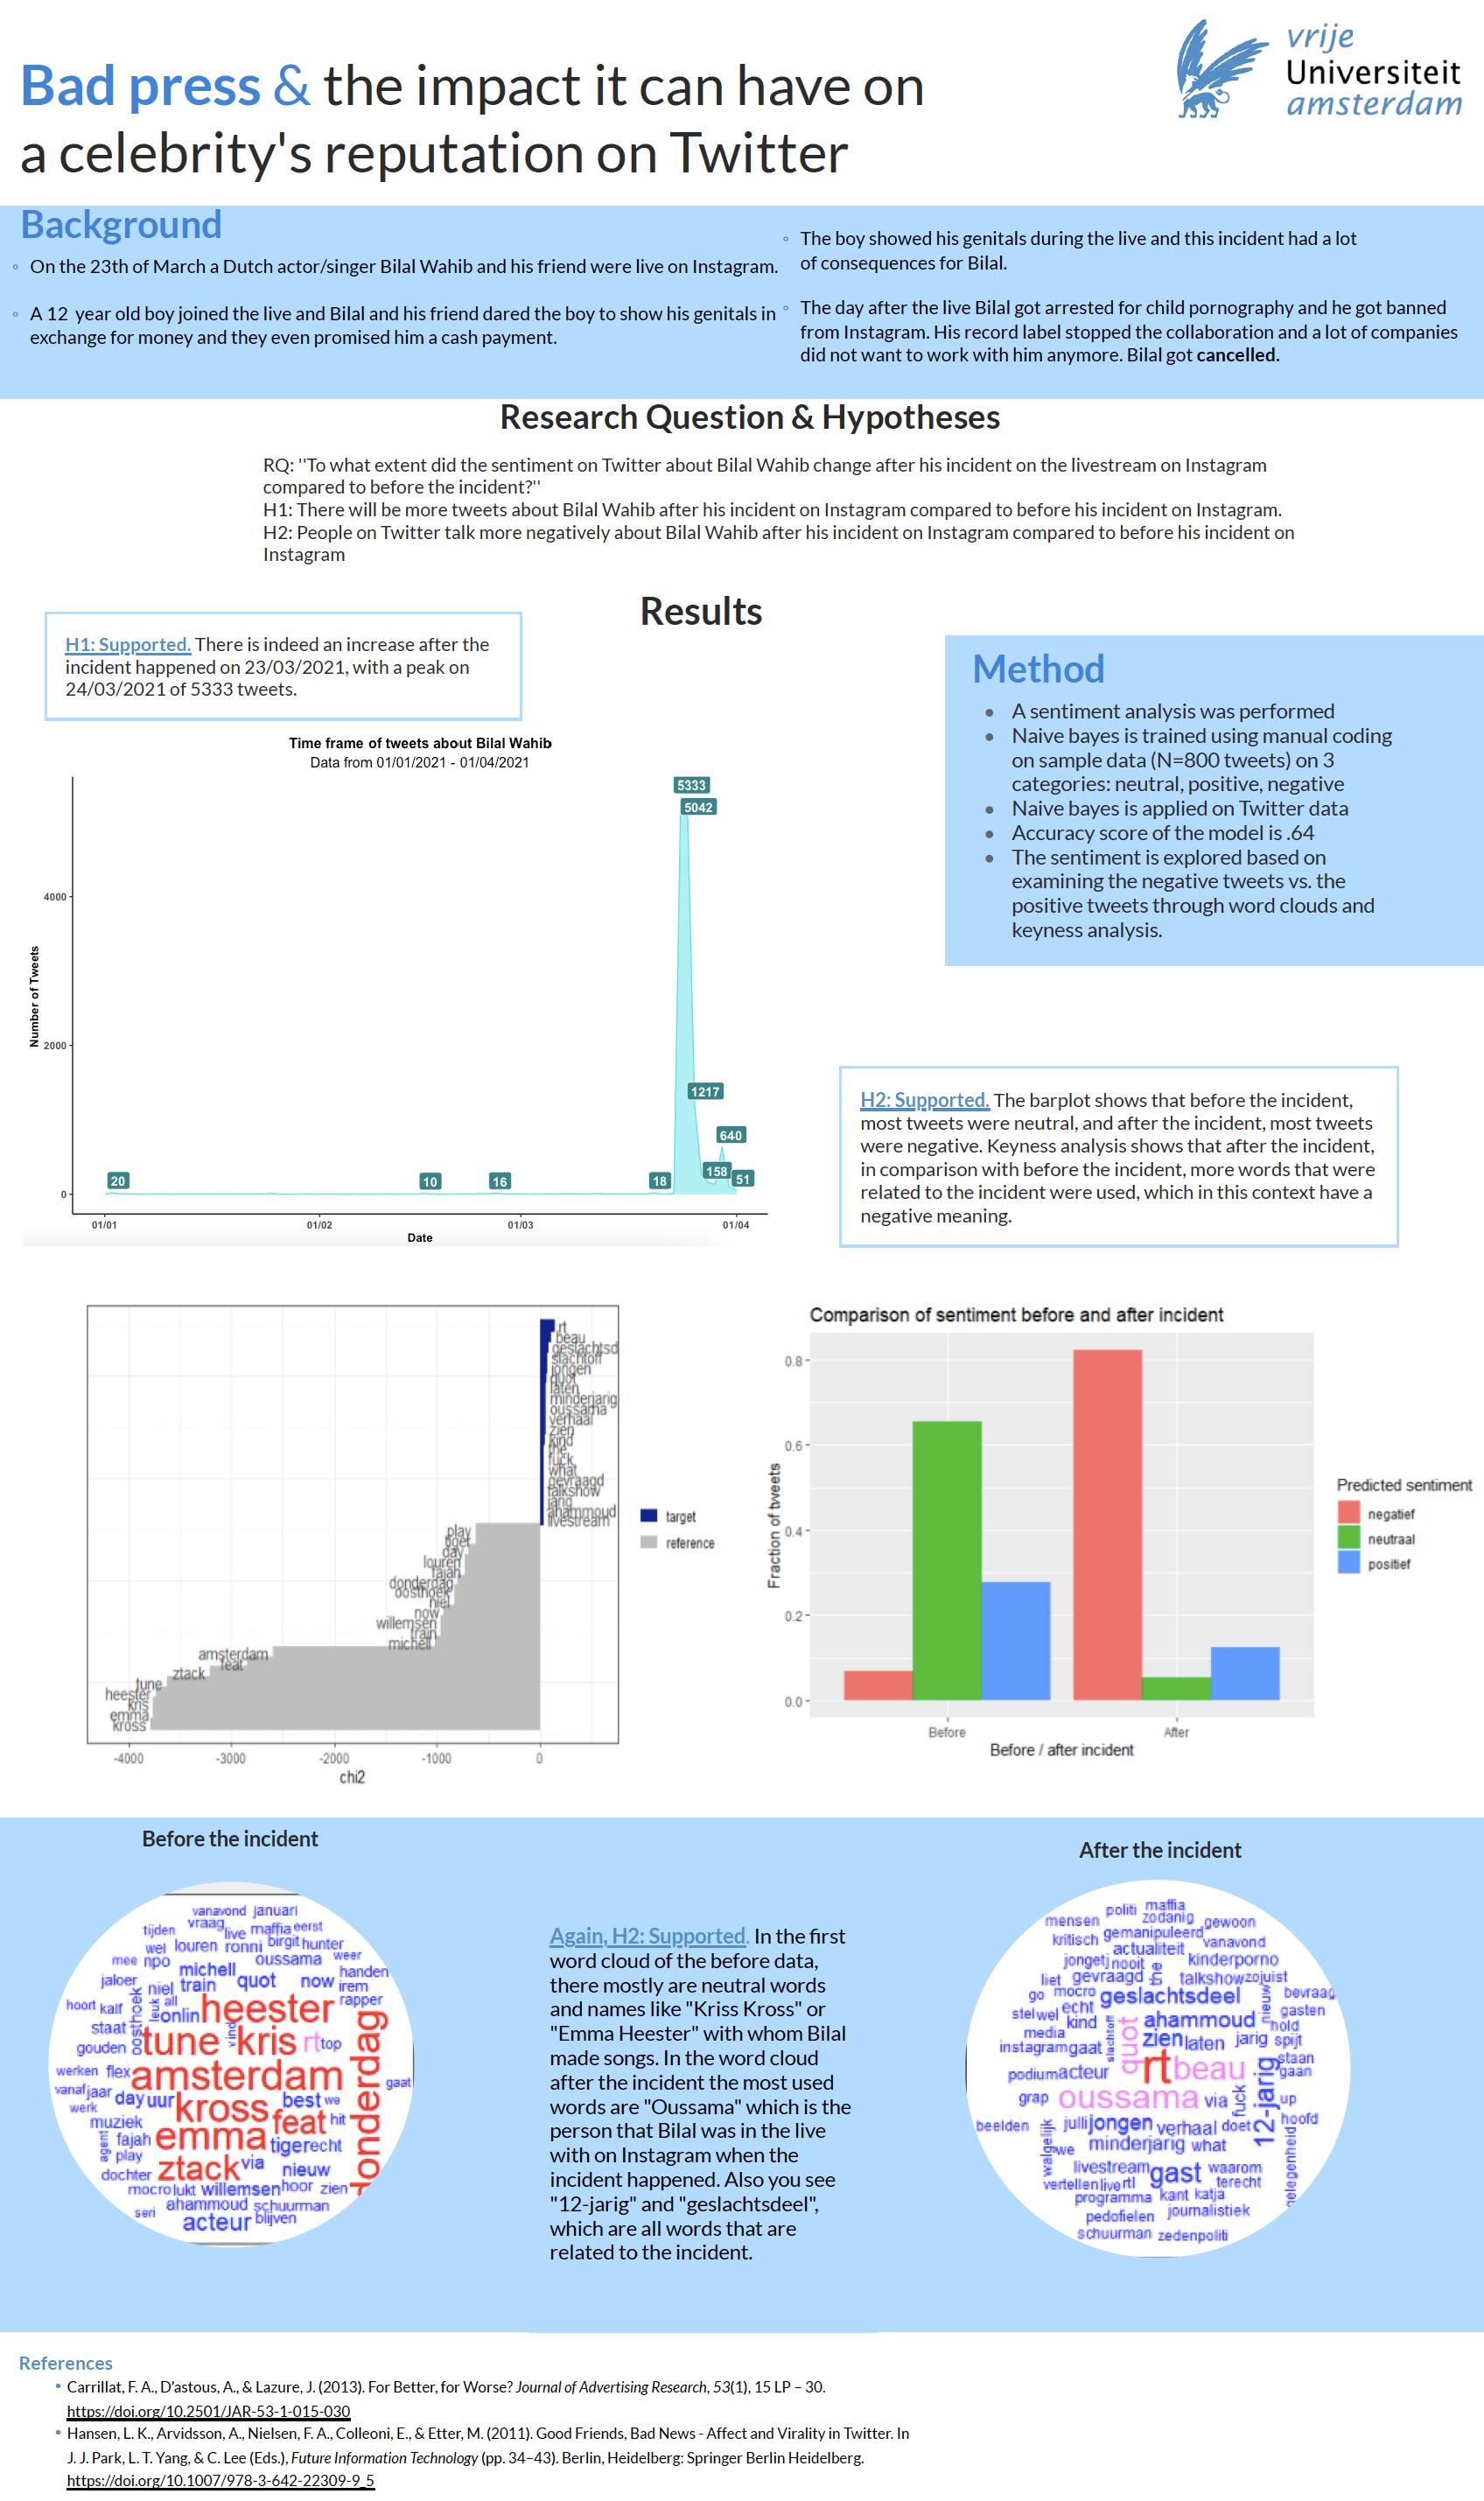 Bad press & the impact it can have on
a celebrity's reputation on Twitter
vrije
Universiteit
amsterdam
Background
◦ On the 23th of March a Dutch actor/singer Bilal Wahib and his friend were live on Instagram.
◦ A 12 year old boy joined the live and Bilal and his friend dared the boy to show his genitals in
exchange for money and they even promised him a cash payment.
◦ The boy showed his genitals during the live and this incident had a lot
of consequences for Bilal.
◦ The day after the live Bilal got arrested for child pornography and he got banned
from Instagram. His record label stopped the collaboration and a lot of companies
did not want to work with him anymore. Bilal got cancelled.
Research Question & Hypotheses
RQ: ''To what extent did the sentiment on Twitter about Bilal Wahib change after his incident on the livestream on Instagram
compared to before the incident?''
H1: There will be more tweets about Bilal Wahib after his incident on Instagram compared to before his incident on Instagram.
H2: People on Twitter talk more negatively about Bilal Wahib after his incident on Instagram compared to before his incident on
Instagram
Results
H1: Supported. There is indeed an increase after the
incident happened on 23/03/2021, with a peak on
24/03/2021 of 5333 tweets.
Method
● A sentiment analysis was performed
● Naive bayes is trained using manual coding
on sample data (N=800 tweets) on 3
categories: neutral, positive, negative
● Naive bayes is applied on Twitter data
● Accuracy score of the model is .64
● The sentiment is explored based on
examining the negative tweets vs. the
positive tweets through word clouds and
keyness analysis.
Time frame of tweets about Bilal Wahib
Data from 01/01/2021 - 01/04/2021
5333
5042
1217
640
158
51
20
10
16
18
4000
2000
0
Number of Tweets
01/01
01/02
01/03
01/04
Date
H2: Supported. The barplot shows that before the incident,
most tweets were neutral, and after the incident, most tweets
were negative. Keyness analysis shows that after the incident,
in comparison with before the incident, more words that were
related to the incident were used, which in this context have a
negative meaning.
rt
beau
geslachtsd
slachtoff
jongen
quot
laten
minderjarig
oussama
verhaal
zien
kind
the
fuck
what
gevraagd
talkshow
jarig
ahammoud
livestream
play
boer
day
louren
fajah
donderdag
oosthoek
niel
now
willemsen
train
michell
amsterdam
feat
ztack
tune
heester
kris
emma
kross
-4000
-3000
-2000
-1000
0
chi2
target
reference
Comparison of sentiment before and after incident
0.8
0.6
0.4
0.2
0.0
Fraction of tweets
Before
After
Before / after incident
Predicted sentiment
negatief
neutraal
positief
Before the incident
vanavond januari
tijden vraag live maffia eerst
wel louren ronni birgit hunter
mee npo michell oussama weer
jaloer niel train quot now handen
irem
hoort kalf oosthoek leuk all onlin heester rapper
staat tune vind kris rt top
gouden
werken flex amsterdam donderdag gaat
vanaf jaar day uur kross best we
werk muziek feat hit
agent fajah emma tiger echt
play
dochter ztack via nieuw
mocro lukt willemsen hoor zien
seri ahammoud schuurman
acteur blijven
Again, H2: Supported. In the first
word cloud of the before data,
there mostly are neutral words
and names like "Kriss Kross" or
"Emma Heester" with whom Bilal
made songs. In the word cloud
after the incident the most used
words are "Oussama" which is the
person that Bilal was in the live
with on Instagram when the
incident happened. Also you see
"12-jarig" and "geslachtsdeel",
which are all words that are
related to the incident.
After the incident
politi maffia
mensen zodanig gewoon
kritisch gemanipuleerd vanavond
actualiteit
jongetj nooit kinderporno
liet gevraagd the talkshow zojuist
go mocro geslachtsdeel nieuw bevraag
stel wel echt gasten
kind ahammoud hold
media slachtoff quot zien laten jarig spijt
instagram gaat staan
podium acteur rt beau gaan
grap oussama via fuck 12-jarig up
beelden julli jongen verhaal doet hoofd
walgelijk we minderjarig what gelegenheid
livestream gast waarom
vertellen live rtl terecht
programma kant katja
pedofielen journalistiek
schuurman zedenpoliti
References
• Carrillat, F. A., D'astous, A., & Lazure, J. (2013). For Better, for Worse? Journal of Advertising Research, 53(1), 15 LP – 30.
https://doi.org/10.2501/JAR-53-1-015-030
• Hansen, L. K., Arvidsson, A., Nielsen, F. A., Colleoni, E., & Etter, M. (2011). Good Friends, Bad News - Affect and Virality in Twitter. In
J. J. Park, L. T. Yang, & C. Lee (Eds.), Future Information Technology (pp. 34–43). Berlin, Heidelberg: Springer Berlin Heidelberg.
https://doi.org/10.1007/978-3-642-22309-9_5